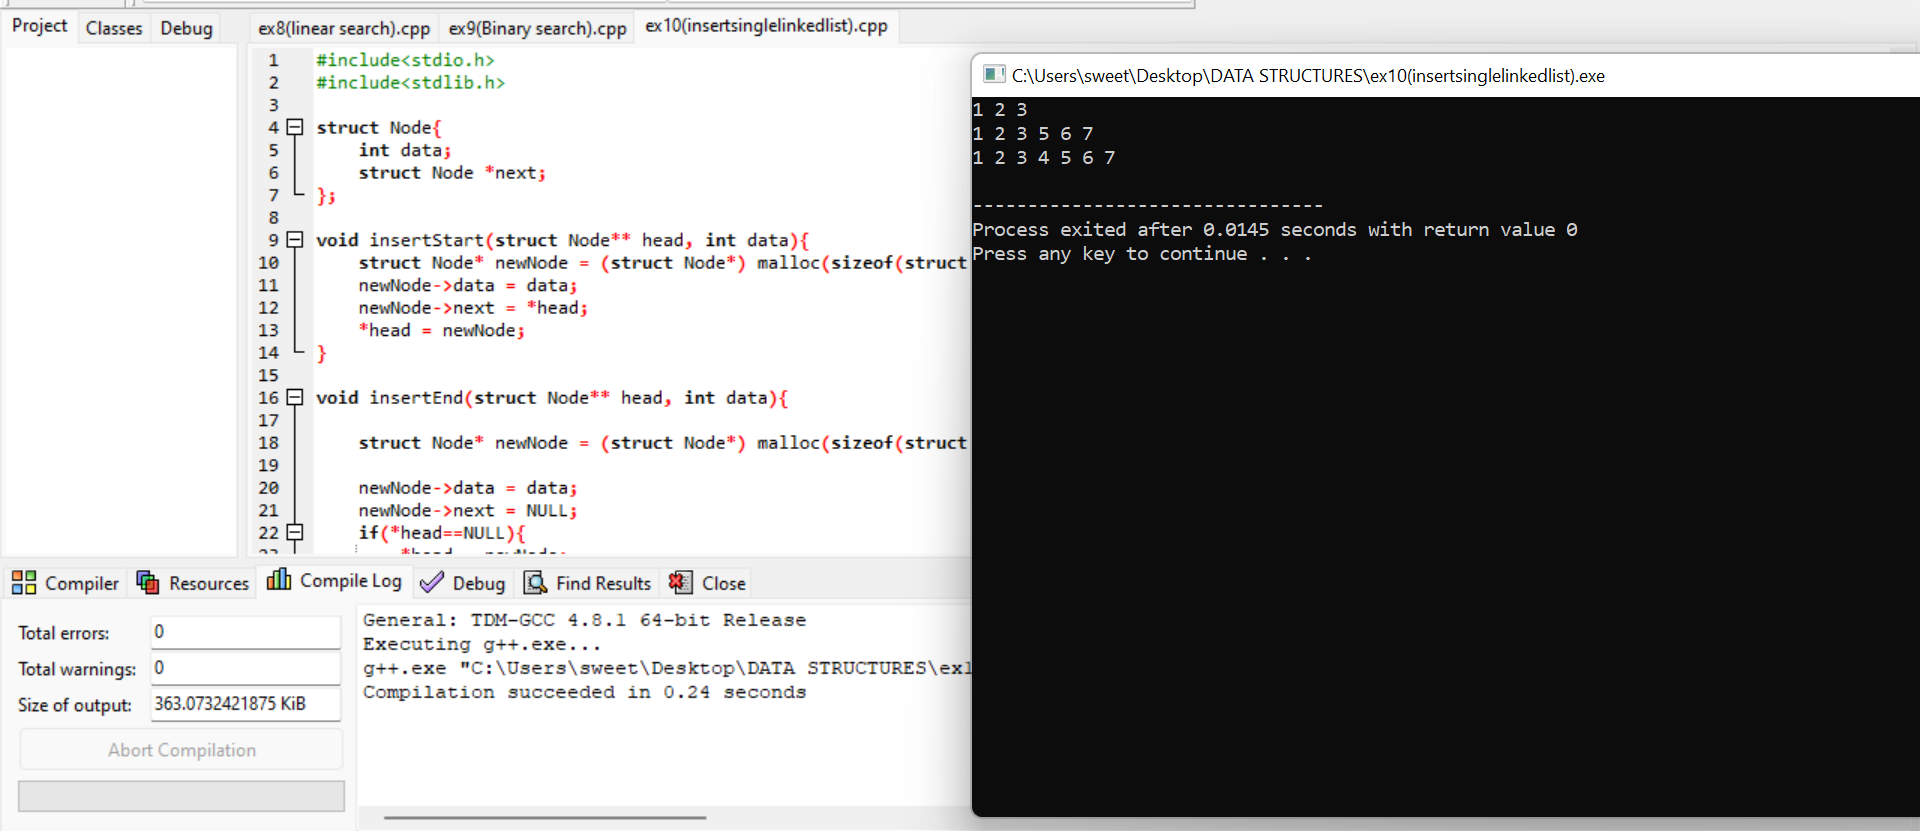 Project Classes Debug
ex8(linear search).cpp ex9(Binary search).cpp ex10(insertsinglelinkedlist).cpp
1 #include<stdio.h>
2 #include<stdlib.h>
3
4 struct Node{
5 int data;
6 struct Node *next;
7 };
8
9 void insertStart(struct Node** head, int data){
10 struct Node* newNode = (struct Node*) malloc(sizeof(struct
11 newNode->data = data;
12 newNode->next = *head;
13 *head = newNode;
14 }
15
16 void insertEnd(struct Node** head, int data){
17
18 struct Node* newNode = (struct Node*) malloc(sizeof(struct
19
20 newNode->data = data;
21 newNode->next = NULL;
22 if(*head==NULL){
C:\Users\sweet\Desktop\DATA STRUCTURES\ex10(insertsinglelinkedlist).exe
1 2 3
1 2 3 5 6 7
1 2 3 4 5 6 7
--------------------------------
Process exited after 0.0145 seconds with return value 0
Press any key to continue . . .
Compiler Resources Compile Log Debug Find Results Close
Total errors: 0
Total warnings: 0
Size of output: 363.0732421875 KiB
Abort Compilation
General: TDM-GCC 4.8.1 64-bit Release
Executing g++.exe...
g++.exe "C:\Users\sweet\Desktop\DATA STRUCTURES\ex1
Compilation succeeded in 0.24 seconds